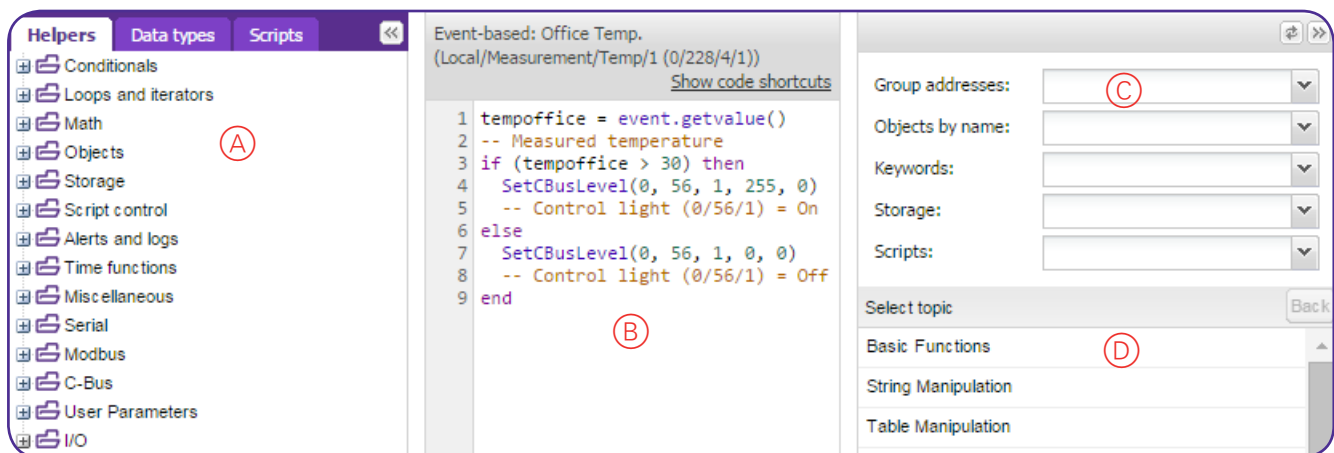 Helpers Data types Scripts
Conditionals
Loops and iterators
Math
Objects
Storage
Script control
Alerts and logs
Time functions
Miscellaneous
Serial
Modbus
C-Bus
User Parameters
I/O
A
Event-based: Office Temp.
(Local/Measurement/Temp/1 (0/228/4/1))
Show code shortcuts
1 tempoffice = event.getvalue()
2 -- Measured temperature
3 if (tempoffice > 30) then
4 SetCBusLevel(0, 56, 1, 255, 0)
5 -- Control light (0/56/1) = On
6 else
7 SetCBusLevel(0, 56, 1, 0, 0)
8 -- Control light (0/56/1) = Off
9 end
B
Group addresses:
C
Objects by name:
Keywords:
Storage:
Scripts:
Select topic Back
Basic Functions
D
String Manipulation
Table Manipulation